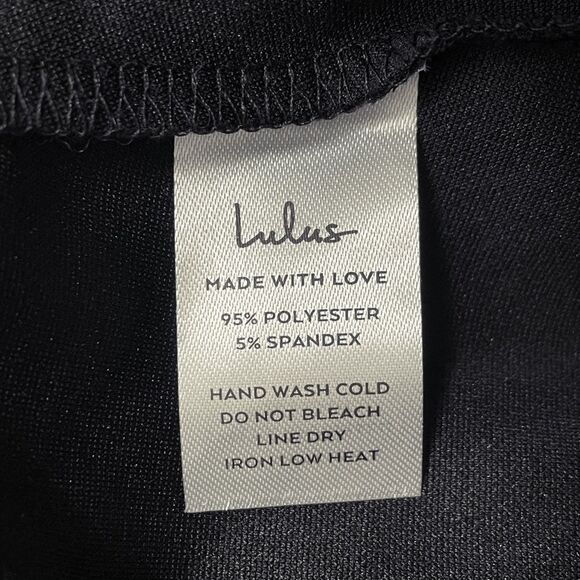 Lulus
MADE WITH LOVE
95% POLYESTER
5% SPANDEX
HAND WASH COLD
DO NOT BLEACH
LINE DRY
IRON LOW HEAT